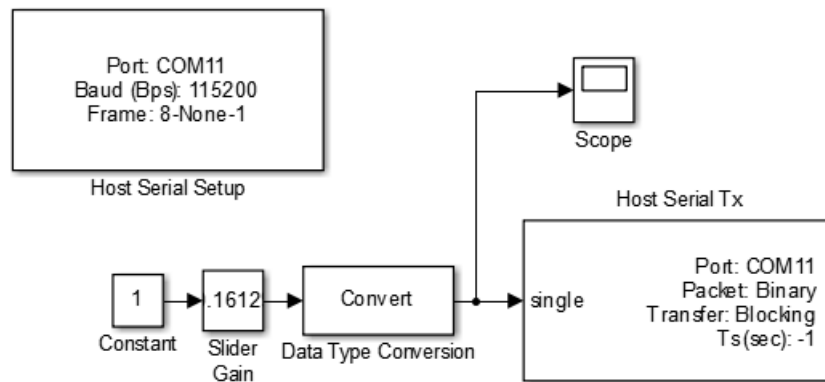 Port: COM11
Baud (Bps): 115200
Frame: 8-None-1
Host Serial Setup
Scope
Host Serial Tx
1
Constant
.1612
Slider
Gain
Convert
Data Type Conversion
single
Port: COM11
Packet: Binary
Transfer: Blocking
Ts(sec): -1